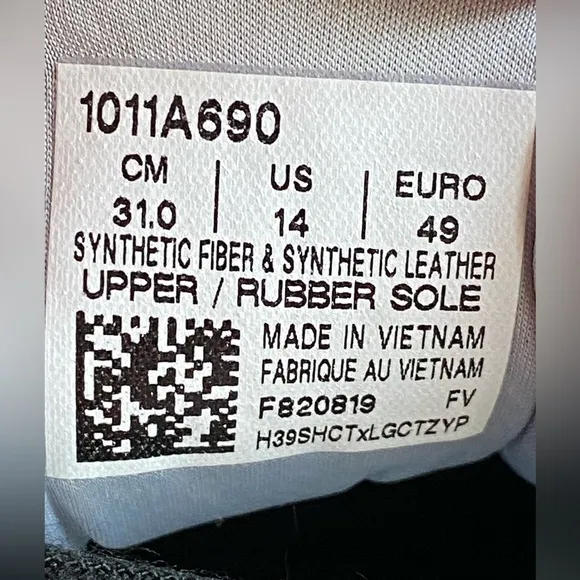 1011A690
CM | US | EURO
31.0 | 14 | 49
SYNTHETIC FIBER & SYNTHETIC LEATHER
UPPER / RUBBER SOLE
MADE IN VIETNAM
FABRIQUE AU VIETNAM
F820819 FV
H39SHCTxLGCTZYP